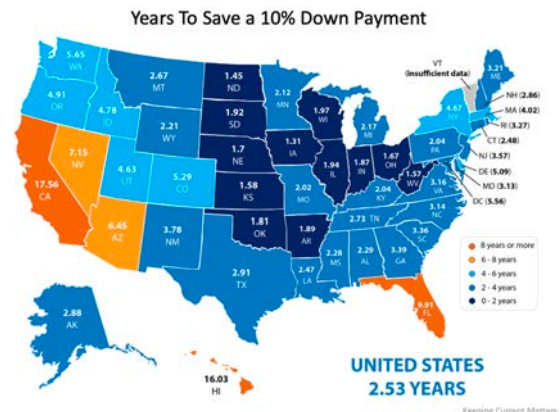 Years To Save a 10% Down Payment
5.65
WA
4.91
OR
4.78
ID
2.67
MT
1.45
ND
2.12
MN
1.97
WI
2.17
MI
VT
(insufficient data)
3.21
ME
NH (2.86)
MA (4.02)
RI (3.27)
CT (2.48)
NJ (3.57)
DE (5.09)
MD (3.13)
DC (5.56)
4.67
NY
2.04
PA
1.92
SD
2.21
WY
7.15
NV
17.56
CA
4.63
UT
5.29
CO
1.7
NE
1.31
IA
1.94
IL
1.87
IN
1.67
OH
1.57
WV
3.16
VA
1.58
KS
2.02
MO
2.04
KY
3.14
NC
2.73 TN
3.36
SC
6.45
AZ
3.78
NM
1.81
OK
1.89
AR
2.91
TX
2.47
LA
2.28
MS
2.29
AL
3.39
GA
9.91
FL
8 years or more
6 - 8 years
4 - 6 years
2 - 4 years
0 - 2 years
2.88
AK
16.03
HI
UNITED STATES
2.53 YEARS
Keeping Current Matters